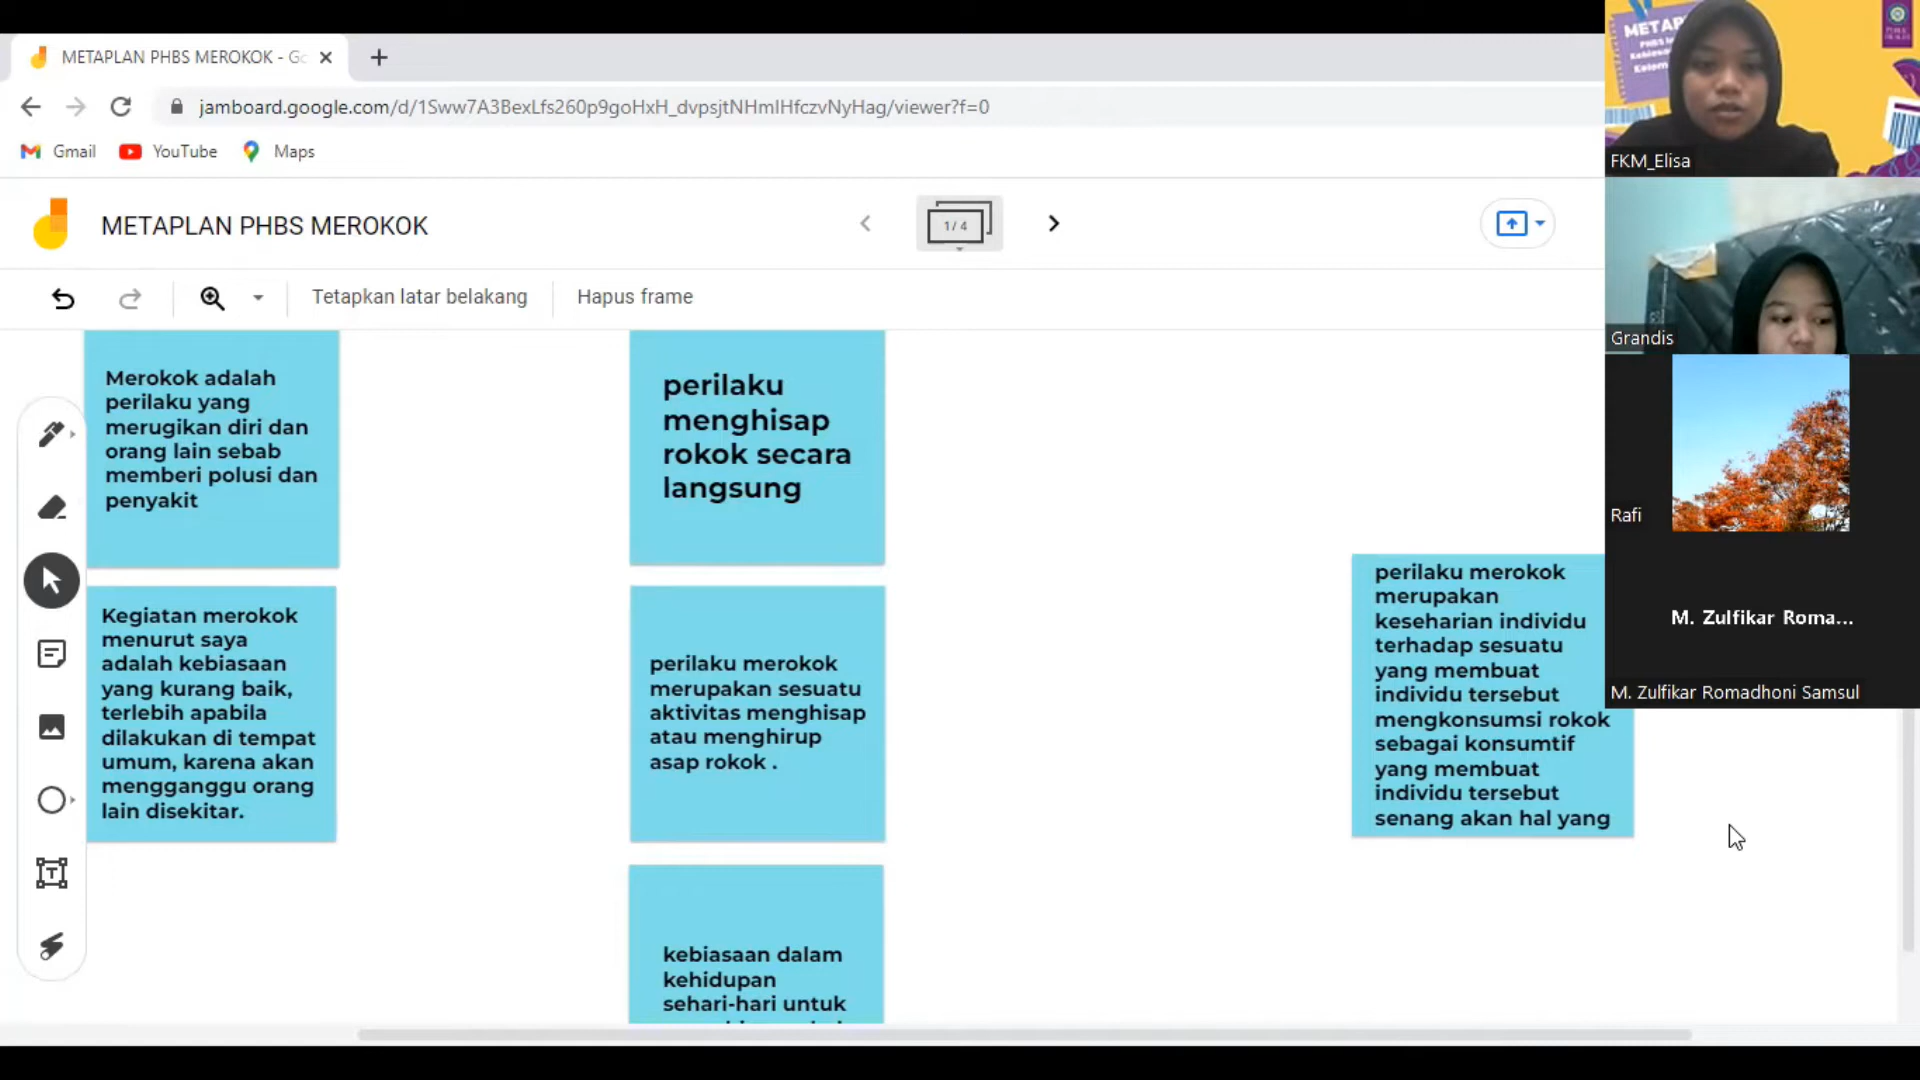 METAPLAN PHBS MEROKOK - Go
jamboard.google.com/d/1Sww7A3BexLfs260p9goHxH_dvpsjtNHmIHfczvNyHag/viewer?f=0
Gmail
YouTube
Maps
METAPLAN PHBS MEROKOK
1/4
Tetapkan latar belakang
Hapus frame
Merokok adalah
perilaku yang
merugikan diri dan
orang lain sebab
memberi polusi dan
penyakit
Kegiatan merokok
menurut saya
adalah kebiasaan
yang kurang baik,
terlebih apabila
dilakukan di tempat
umum, karena akan
mengganggu orang
lain disekitar.
perilaku
menghisap
rokok secara
langsung
perilaku merokok
merupakan sesuatu
aktivitas menghisap
atau menghirup
asap rokok .
kebiasaan dalam
kehidupan
sehari-hari untuk
perilaku merokok
merupakan
keseharian individu
terhadap sesuatu
yang membuat
individu tersebut
mengkonsumsi rokok
sebagai konsumtif
yang membuat
individu tersebut
senang akan hal yang
FKM_Elisa
Grandis
Rafi
M. Zulfikar Roma...
M. Zulfikar Romadhoni Samsul